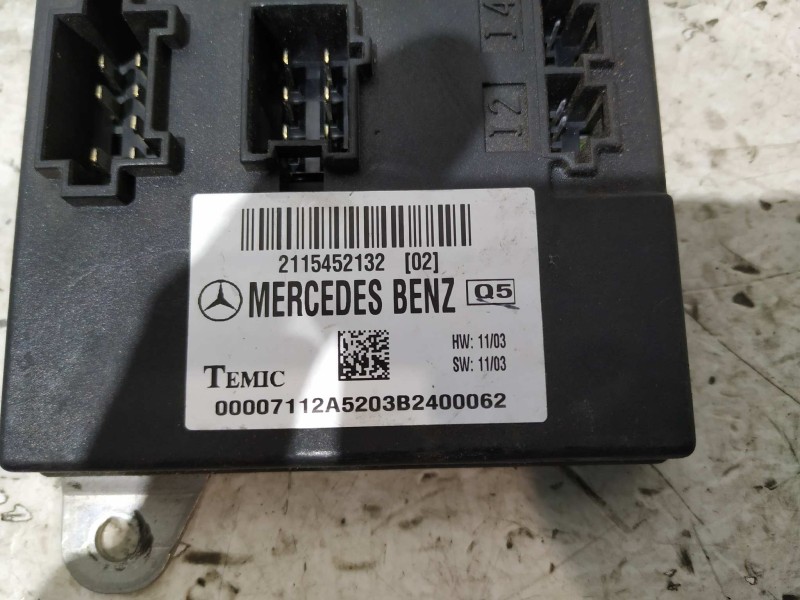 14
12
2115452132 [02]
MERCEDES BENZ Q5
HW: 11/03
SW: 11/03
TEMIC
00007112A5203B2400062